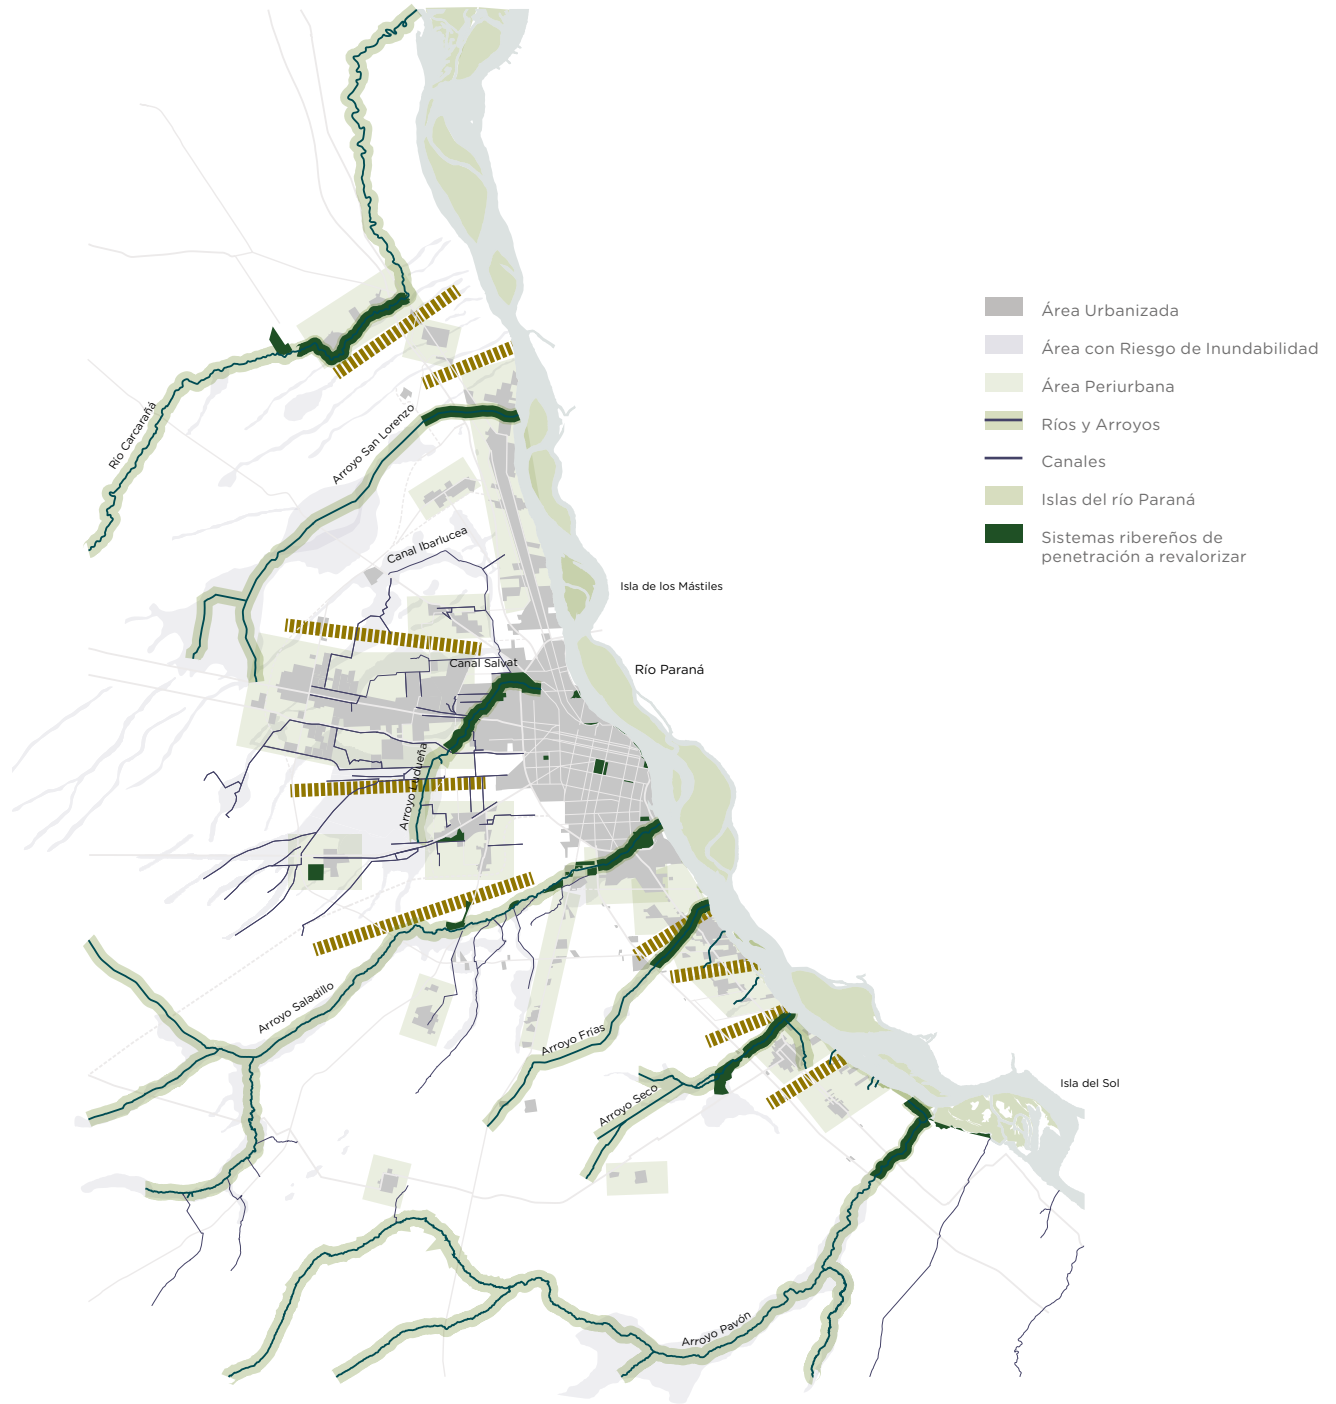 Río Carcarañá
Arroyo San Lorenzo
Canal Ibarlucea
Isla de los Mástiles
Canal Salvat
Río Paraná
Arroyo Ludueña
Arroyo Saladillo
Arroyo Frías
Arroyo Seco
Isla del Sol
Arroyo Pavón
Área Urbanizada
Área con Riesgo de Inundabilidad
Área Periurbana
Ríos y Arroyos
Canales
Islas del río Paraná
Sistemas ribereños de
penetración a revalorizar